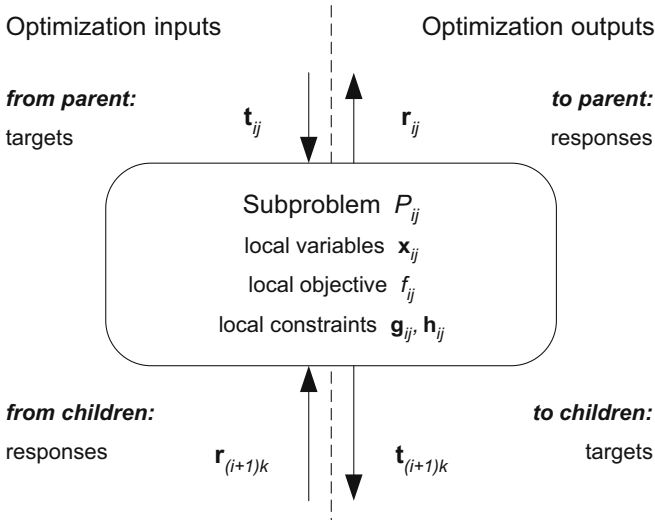 Optimization inputs
Optimization outputs
from parent:
targets
t_ij
r_ij
to parent:
responses
Subproblem P_ij
local variables x_ij
local objective f_ij
local constraints g_ij, h_ij
from children:
responses
r_(i+1)k
t_(i+1)k
to children:
targets